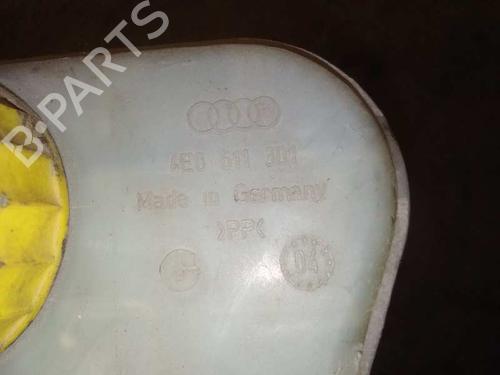 B-PARTS
4E0 611 301
Made in Germany
>PP<
04